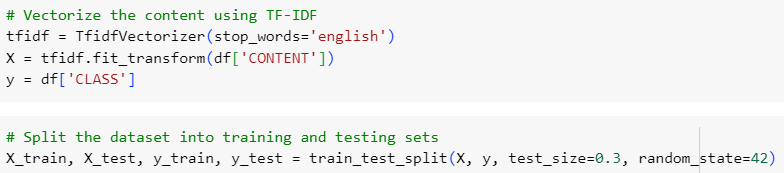 # Vectorize the content using TF-IDF
tfidf = TfidfVectorizer(stop_words='english')
X = tfidf.fit_transform(df['CONTENT'])
y = df['CLASS']
# Split the dataset into training and testing sets
X_train, X_test, y_train, y_test = train_test_split(X, y, test_size=0.3, random_state=42)